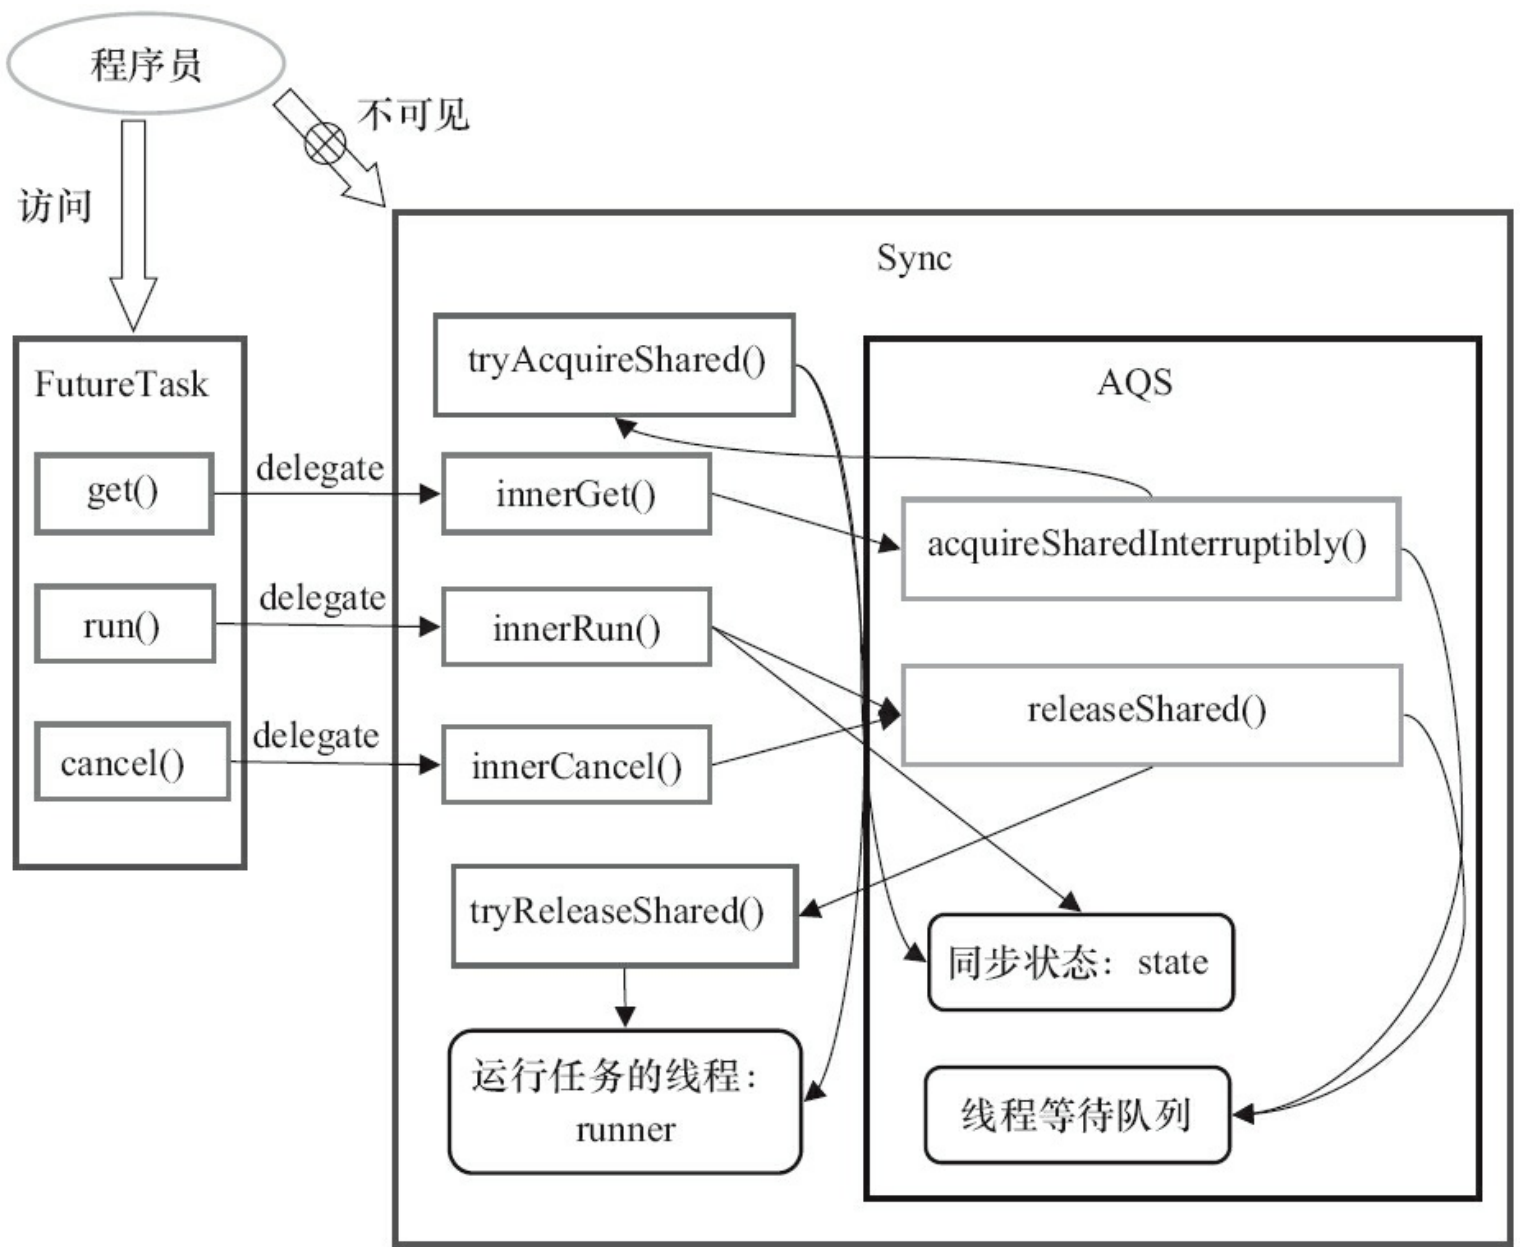 程序员
不可见
访问
Sync
tryAcquireShared()
AQS
FutureTask
get()
delegate
innerGet()
acquireSharedInterruptibly()
run()
delegate
innerRun()
releaseShared()
cancel()
delegate
innerCancel()
tryReleaseShared()
同步状态：state
运行任务的线程：
runner
线程等待队列